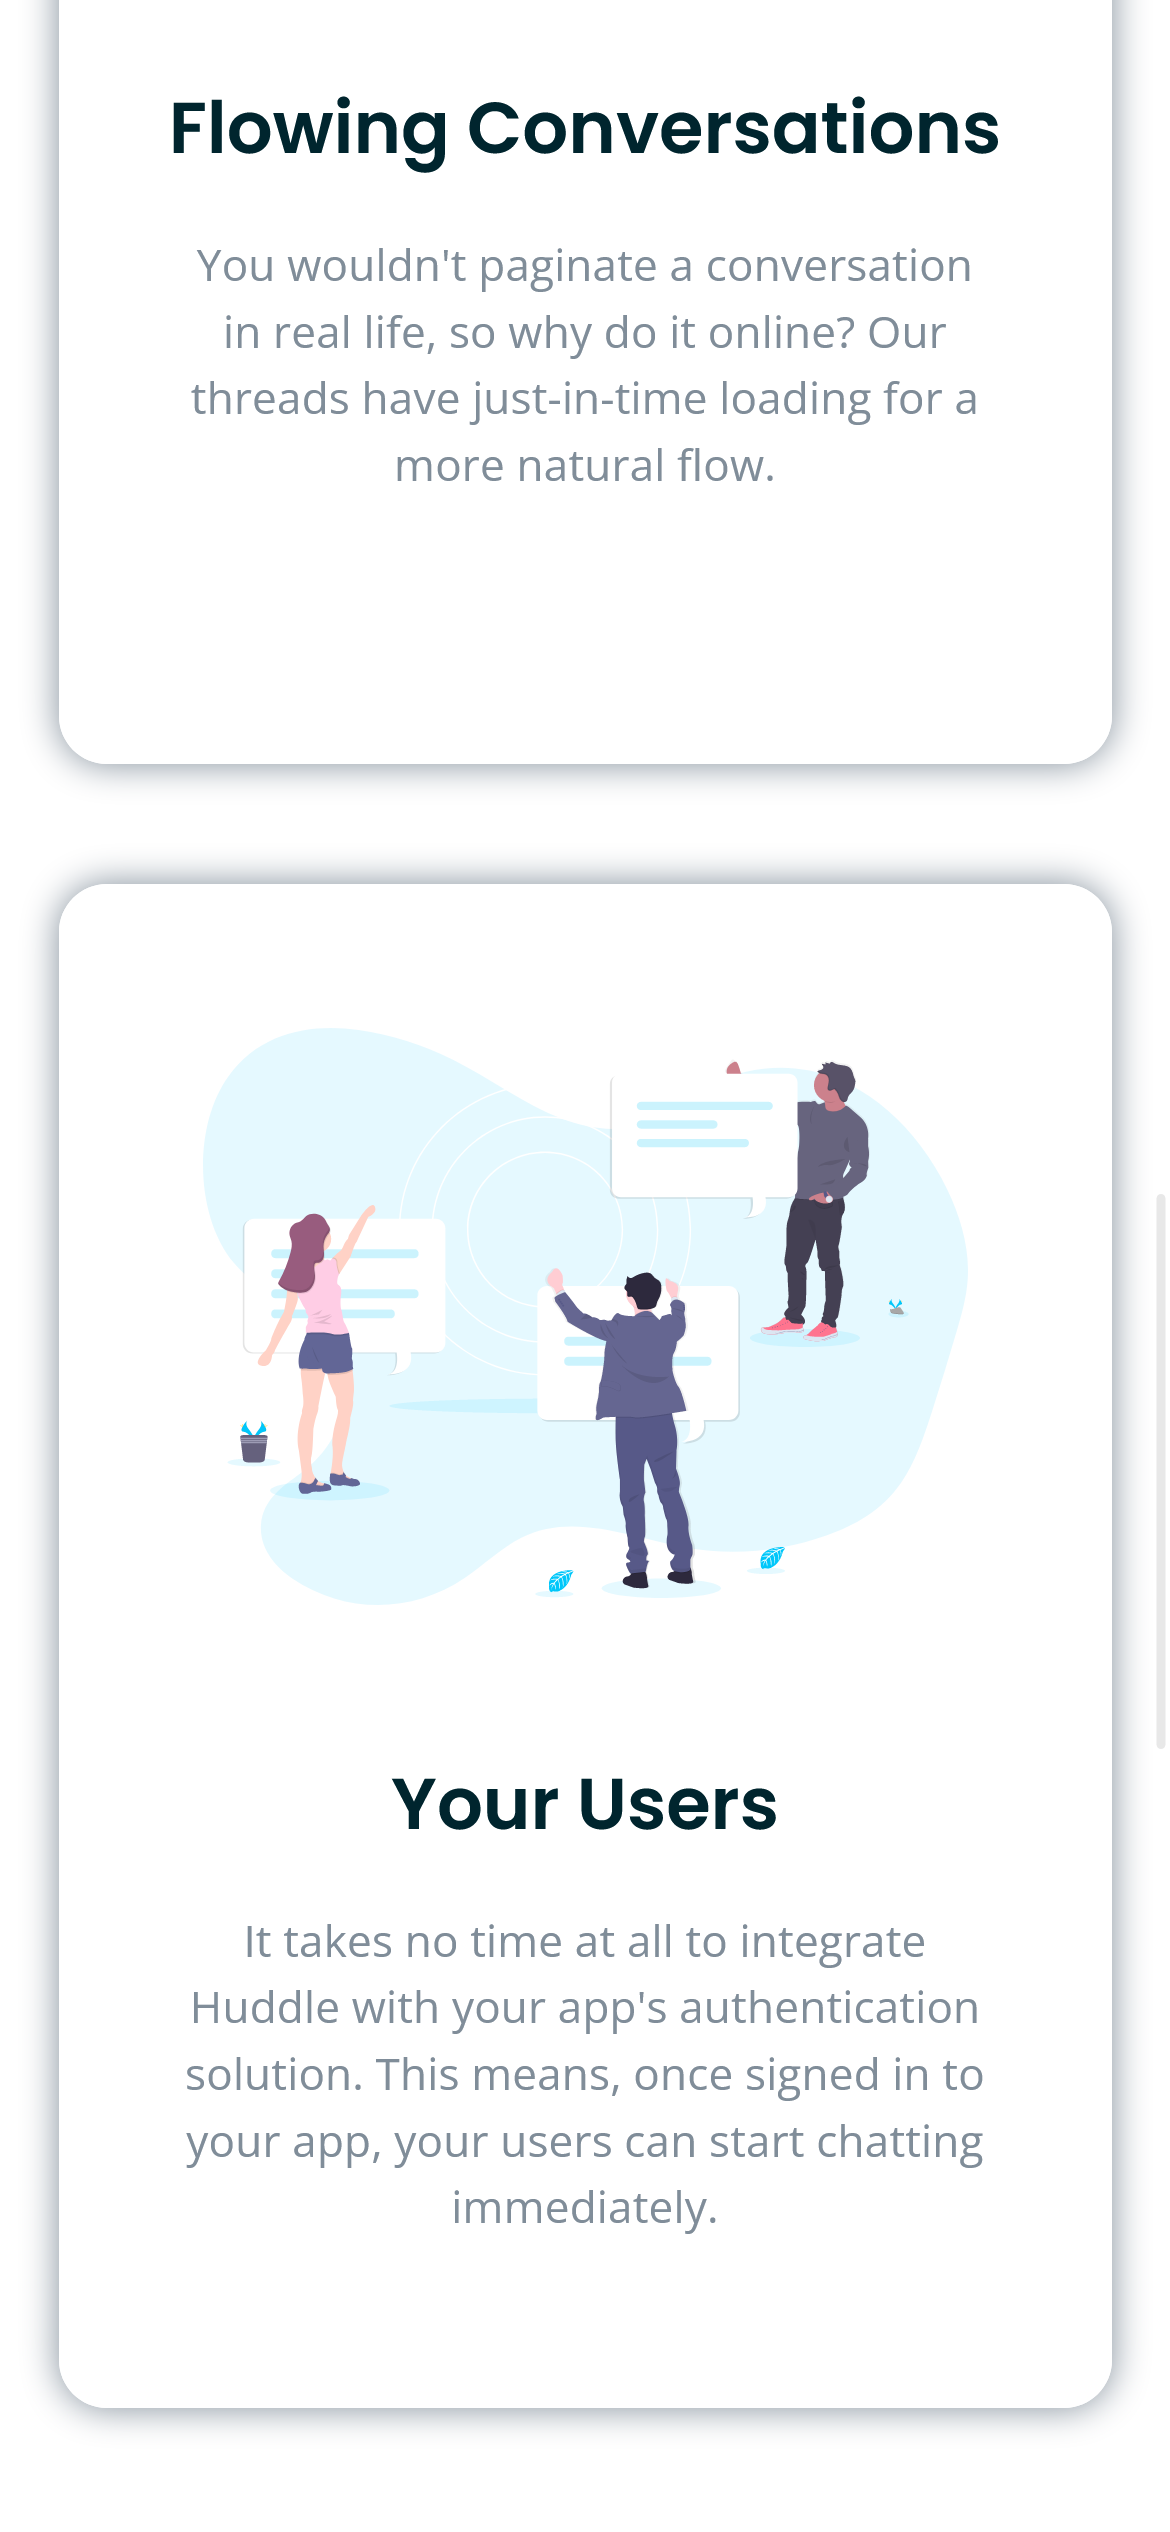 Flowing Conversations
You wouldn't paginate a conversation
in real life, so why do it online? Our
threads have just-in-time loading for a
more natural flow.
Your Users
It takes no time at all to integrate
Huddle with your app's authentication
solution. This means, once signed in to
your app, your users can start chatting
immediately.